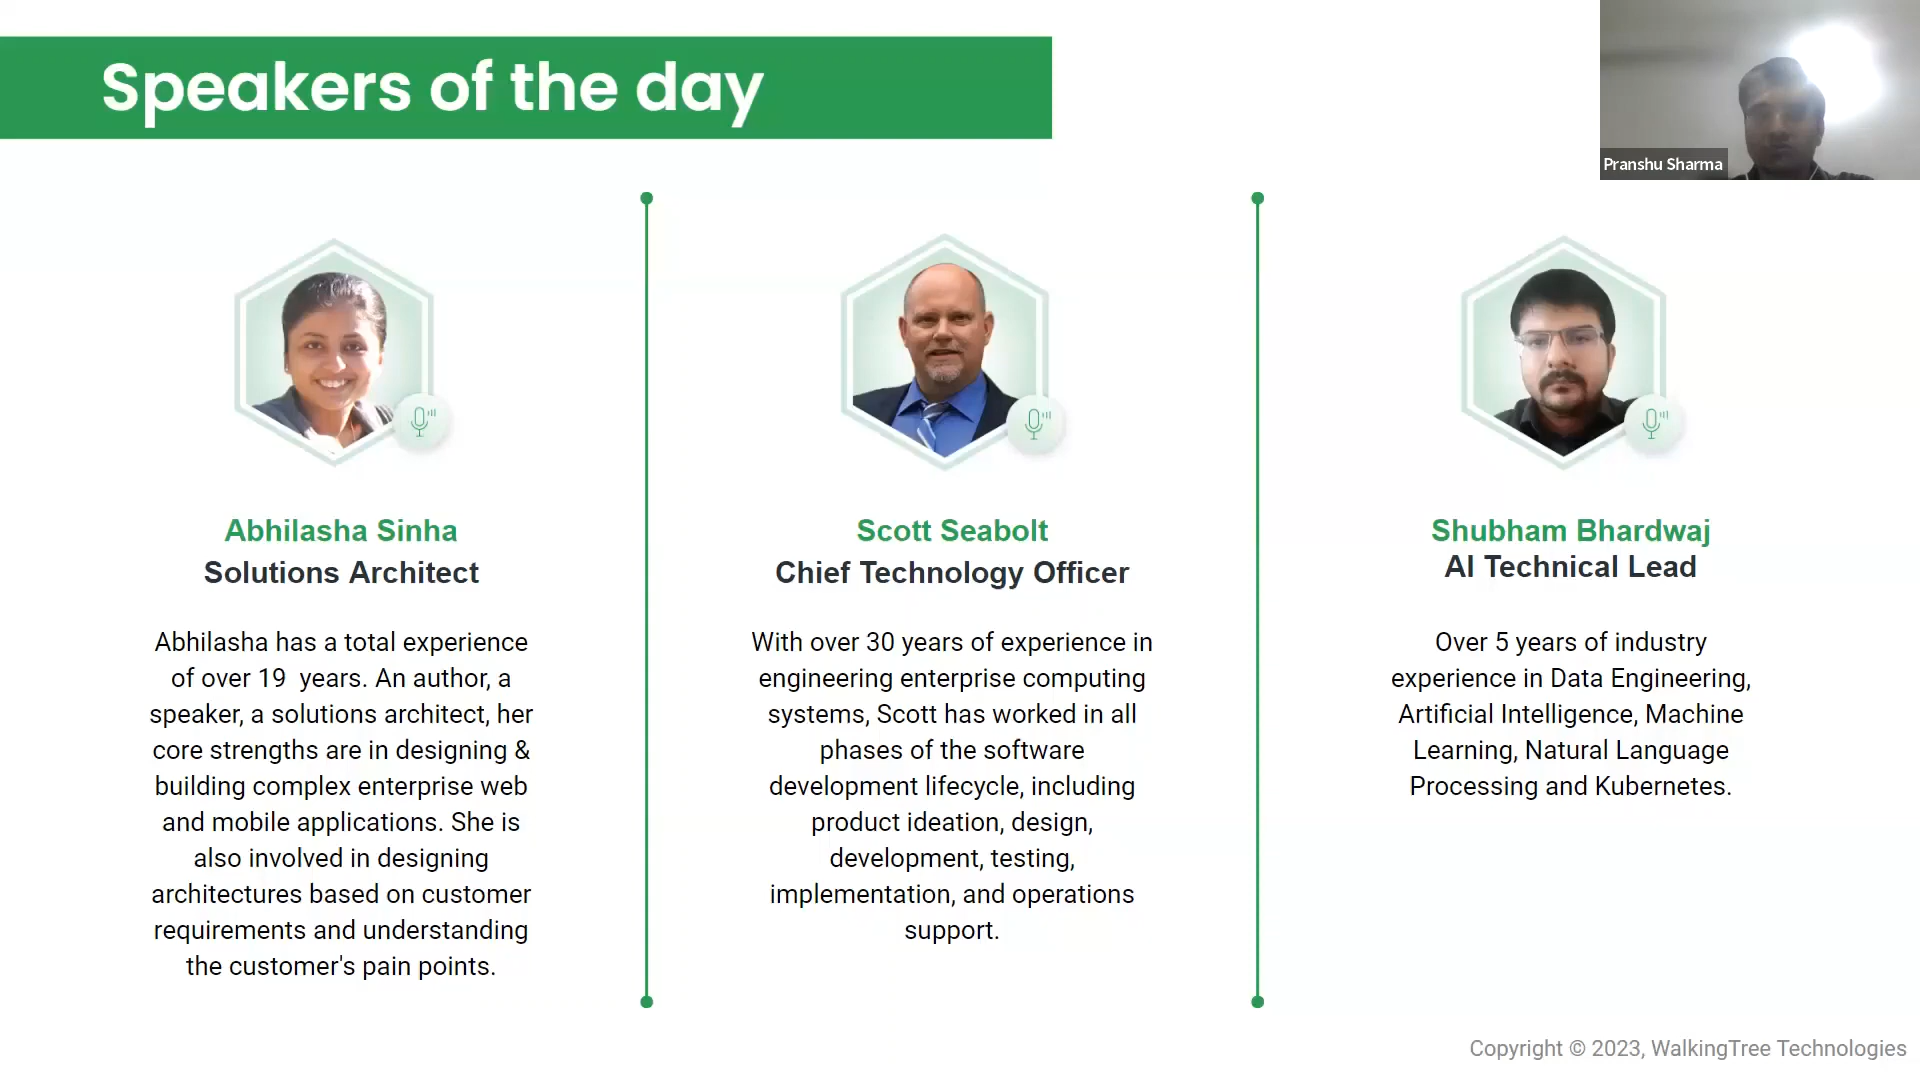 Speakers of the day
Pranshu Sharma
Abhilasha Sinha
Solutions Architect
Abhilasha has a total experience
of over 19  years. An author, a
speaker, a solutions architect, her
core strengths are in designing &
building complex enterprise web
and mobile applications. She is
also involved in designing
architectures based on customer
requirements and understanding
the customer's pain points.
Scott Seabolt
Chief Technology Officer
With over 30 years of experience in
engineering enterprise computing
systems, Scott has worked in all
phases of the software
development lifecycle, including
product ideation, design,
development, testing,
implementation, and operations
support.
Shubham Bhardwaj
AI Technical Lead
Over 5 years of industry
experience in Data Engineering,
Artificial Intelligence, Machine
Learning, Natural Language
Processing and Kubernetes.
Copyright © 2023, WalkingTree Technologies